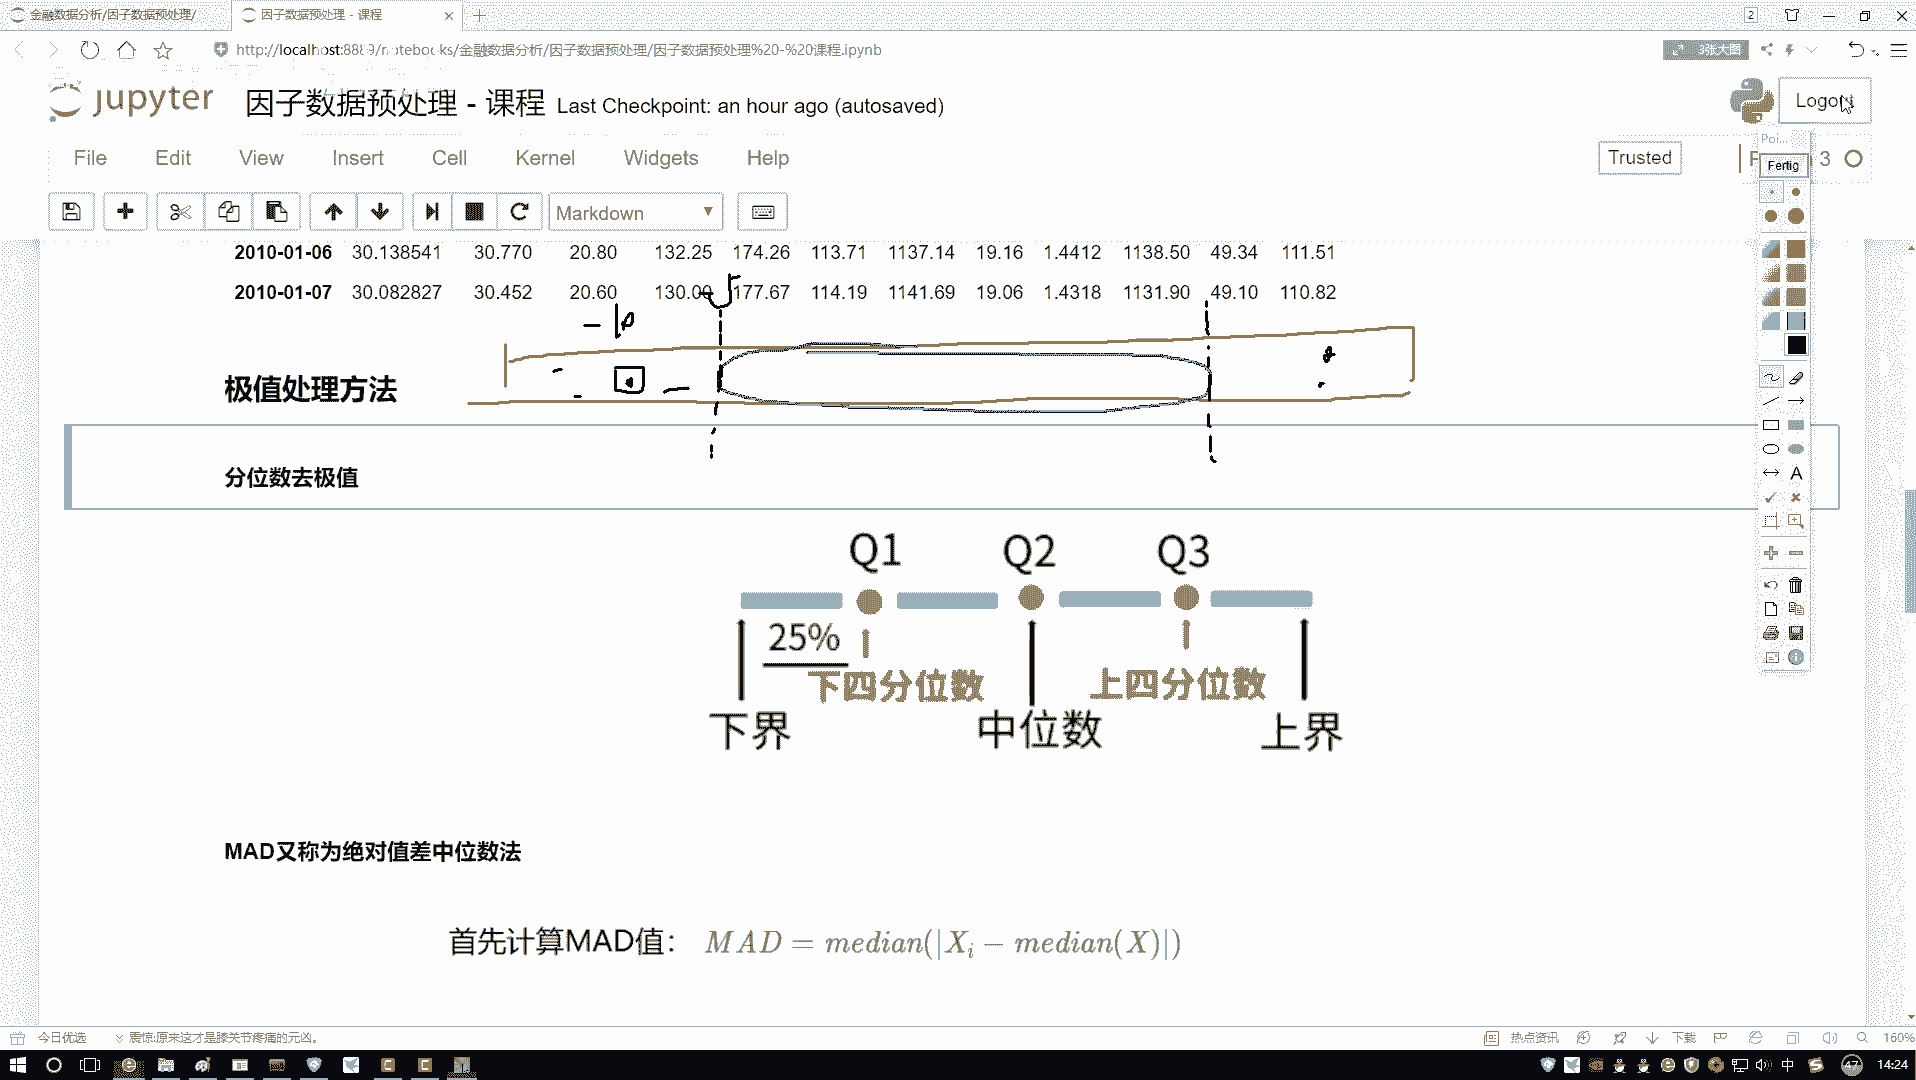 金融数据分析/因子数据预处理/
因子数据预处理 - 课程
2
http://localhost:8889/notebooks/金融数据分析/因子数据预处理/因子数据预处理%20-%20课程.ipynb
3张大图
jupyter 因子数据预处理 - 课程 Last Checkpoint: an hour ago (autosaved)
Logout
File Edit View Insert Cell Kernel Widgets Help
Trusted
3
Fertig
Markdown
2010-01-06 30.138541 30.770 20.80 132.25 174.26 113.71 1137.14 19.16 1.4412 1138.50 49.34 111.51
2010-01-07 30.082827 30.452 20.60 130.00 177.67 114.19 1141.69 19.06 1.4318 1131.90 49.10 110.82
极值处理方法
分位数去极值
Q1 Q2 Q3
25%
下四分位数 上四分位数
下界 中位数 上界
MAD又称为绝对值差中位数法
首先计算MAD值： MAD = median(|Xi − median(X)|)
今日优选
震惊:原来这才是膝关节疼痛的元凶。
热点资讯
下载
160%
中
47
14:24